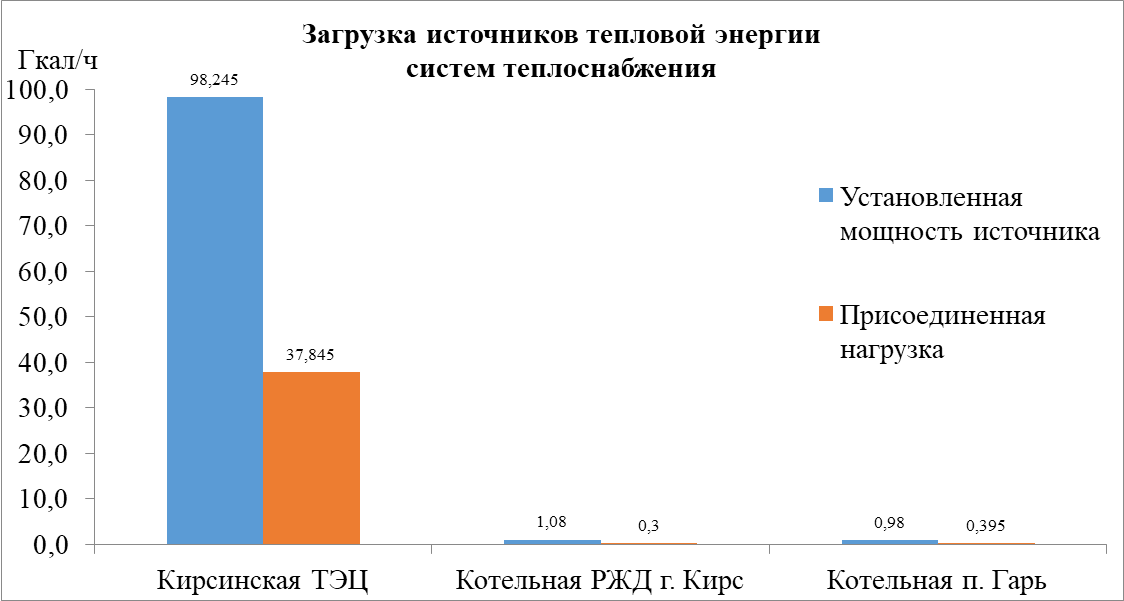 Загрузка источников тепловой энергии
систем теплоснабжения
Гкал/ч
100,0
90,0
80,0
70,0
60,0
50,0
40,0
30,0
20,0
10,0
0,0
98,245
37,845
1,08
0,3
0,98
0,395
Кирсинская ТЭЦ
Котельная РЖД г. Кирс
Котельная п. Гарь
Установленная
мощность источника
Присоединенная
нагрузка